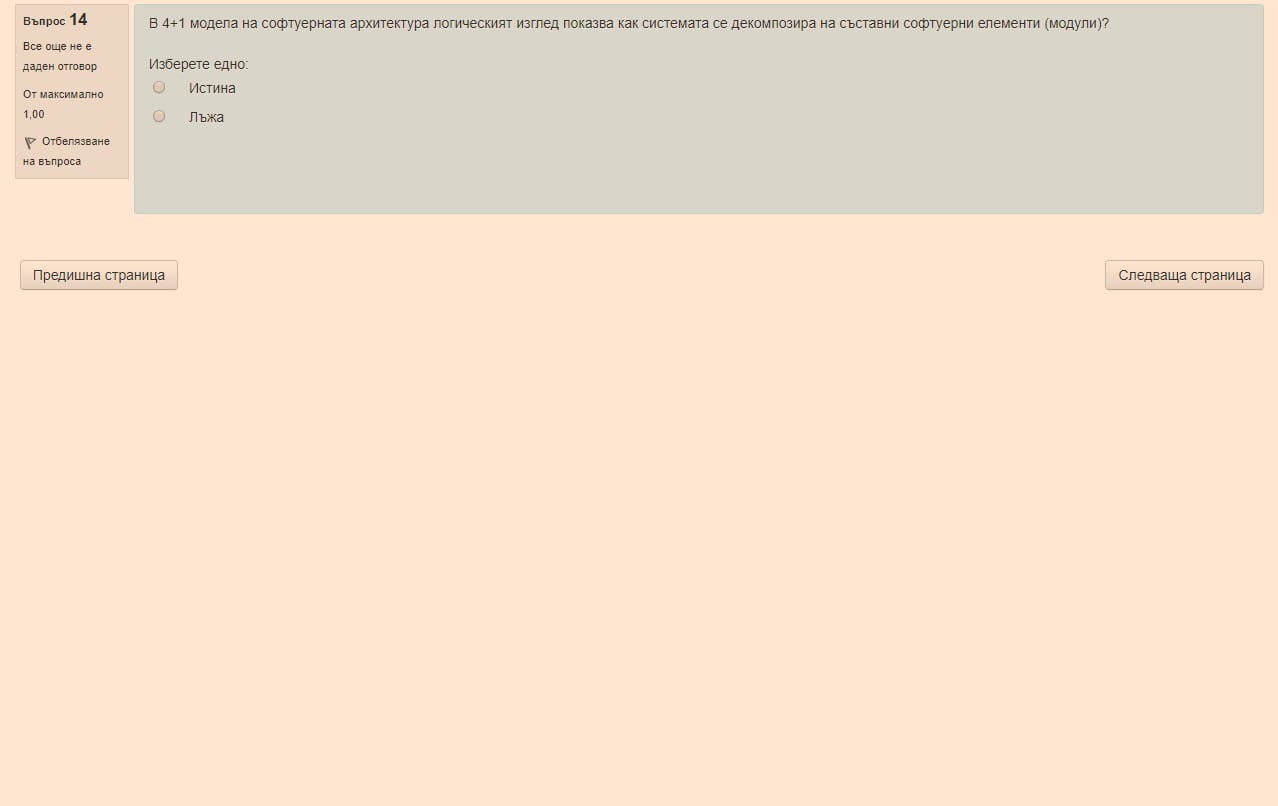 Въпрос 14
Все още не е
даден отговор
От максимално
1,00
Отбелязване
на въпроса
В 4+1 модела на софтуерната архитектура логическият изглед показва как системата се декомпозира на съставни софтуерни елементи (модули)?
Изберете едно:
Истина
Лъжа
Предишна страница
Следваща страница